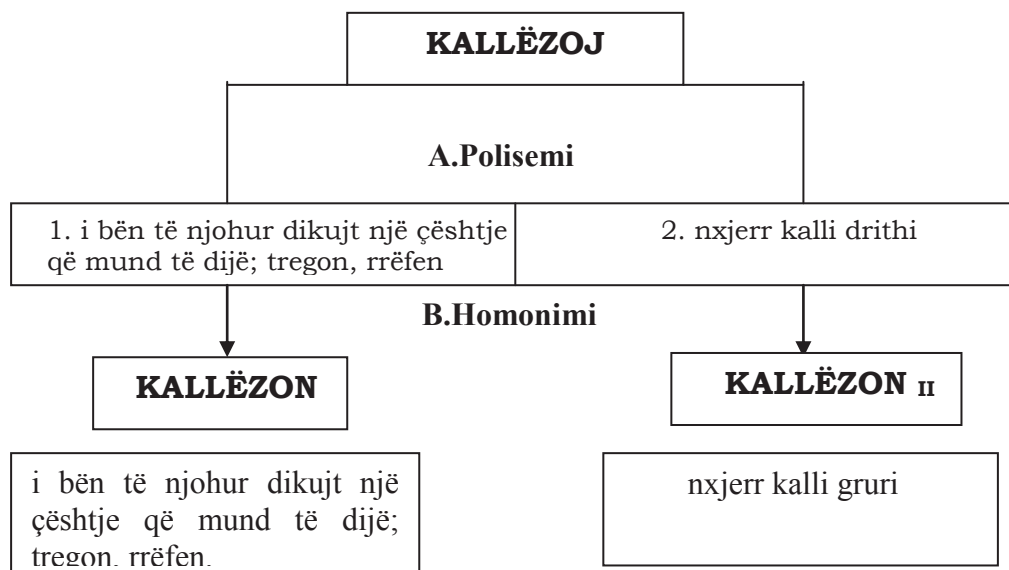 KALLËZOJ
A.Polisemi
1. i bën të njohur dikujt një çështje
që mund të dijë; tregon, rrëfen
2. nxjerr kalli drithi
B.Homonimi
KALLËZON
KALLËZON II
i bën të njohur dikujt një
çështje që mund të dijë;
tregon, rrëfen.
nxjerr kalli gruri